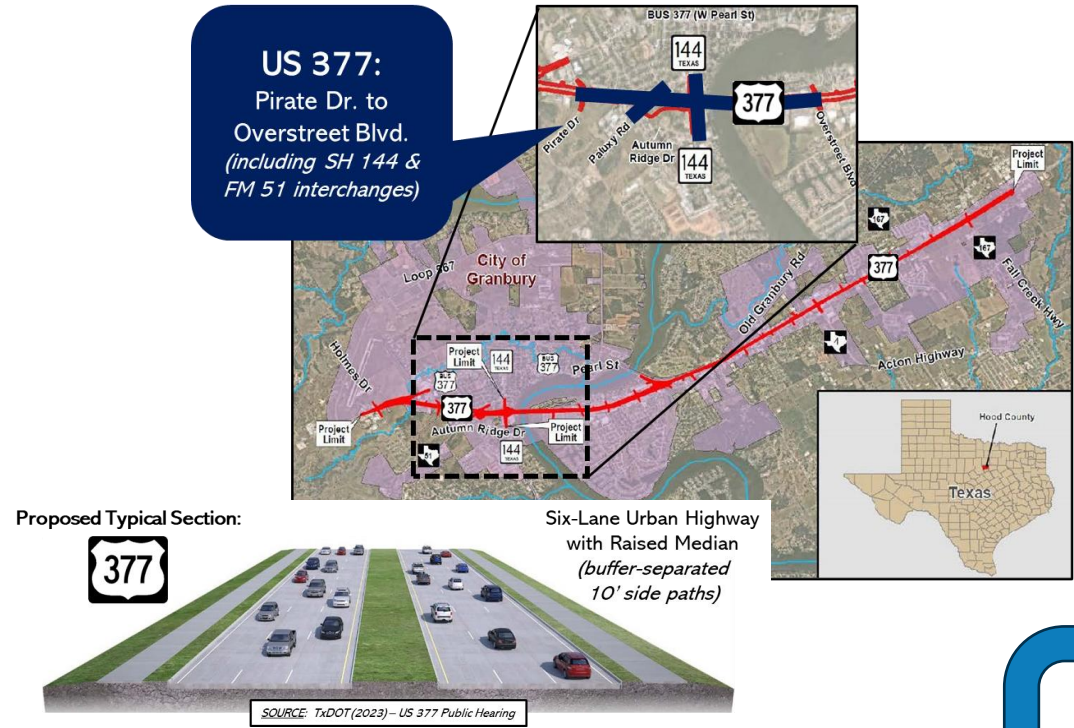 US 377:
Pirate Dr. to
Overstreet Blvd.
(including SH 144 &
FM 51 interchanges)
BUS 377 (W Pearl St)
144
TEXAS
377
Pirate Dr
Paluxy Rd
Autumn
Ridge Dr
144
TEXAS
Overstreet Blvd
Project
Limit
167
167
377
Fall Creek Hwy
Old Granbury Rd
4
Acton Highway
Loop 567
City of
Granbury
Holmes Dr
Project
Limit
144
TEXAS
BUS
377
Pearl St
BUS
377
377
Project
Limit
Autumn Ridge Dr
Project
Limit
51
144
TEXAS
Hood County
Texas
Proposed Typical Section:
377
Six-Lane Urban Highway
with Raised Median
(buffer-separated
10' side paths)
SOURCE: TxDOT (2023) – US 377 Public Hearing